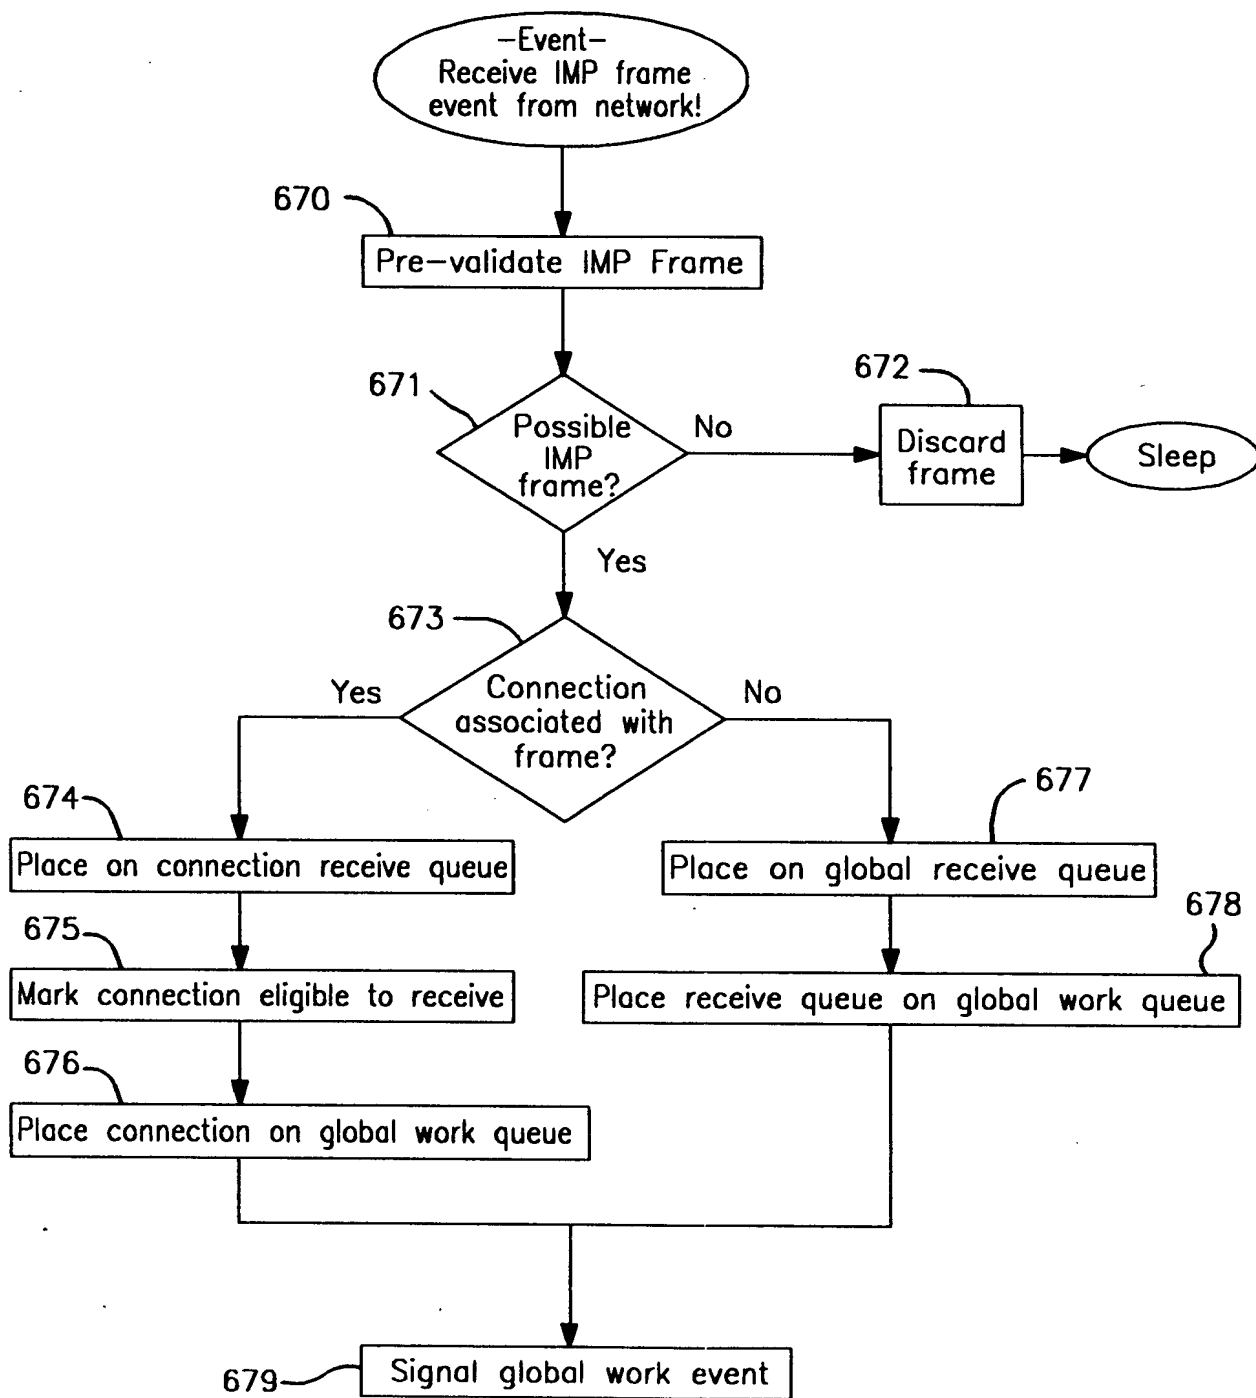 -Event-
Receive IMP frame
event from network!
670
Pre-validate IMP Frame
671
Possible
IMP
frame?
No
672
Discard
frame
Sleep
Yes
673
Connection
associated with
frame?
Yes
No
674
Place on connection receive queue
677
Place on global receive queue
675
Mark connection eligible to receive
678
Place receive queue on global work queue
676
Place connection on global work queue
679
Signal global work event